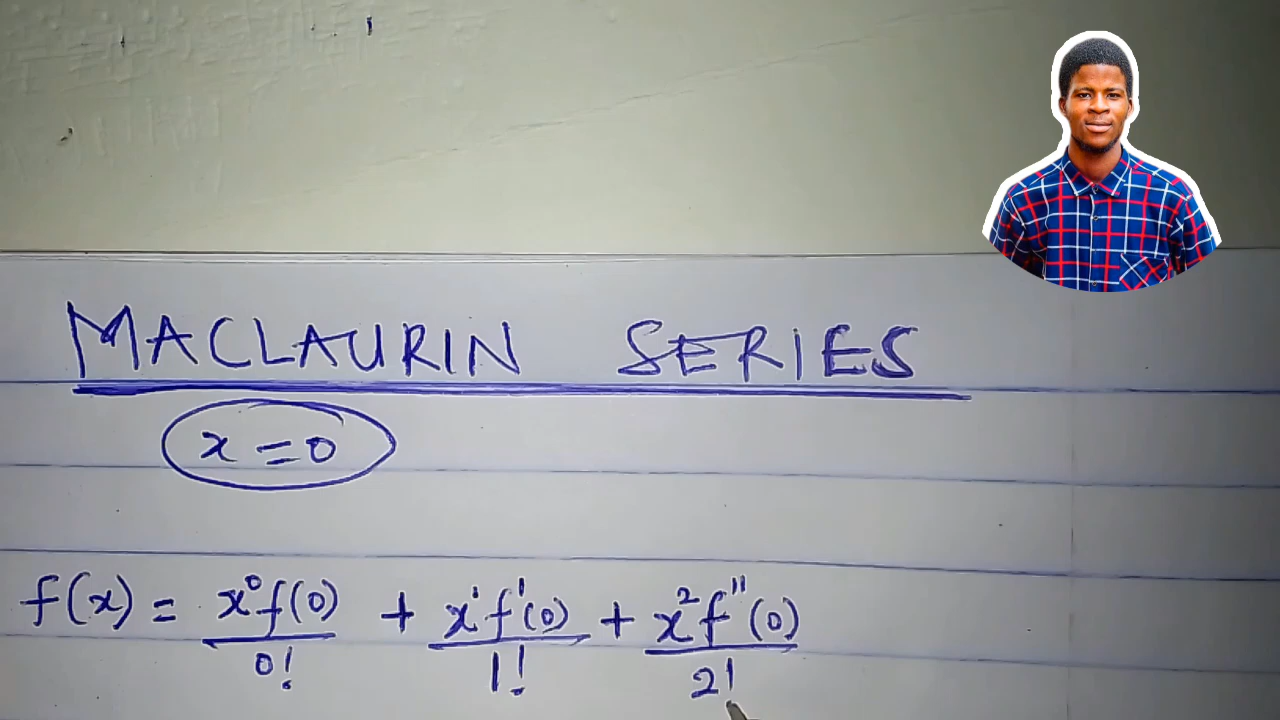 MACLAURIN SERIES
x = 0
f(x) = x⁰f(0)/0! + x¹f'(0)/1! + x²f''(0)/2!